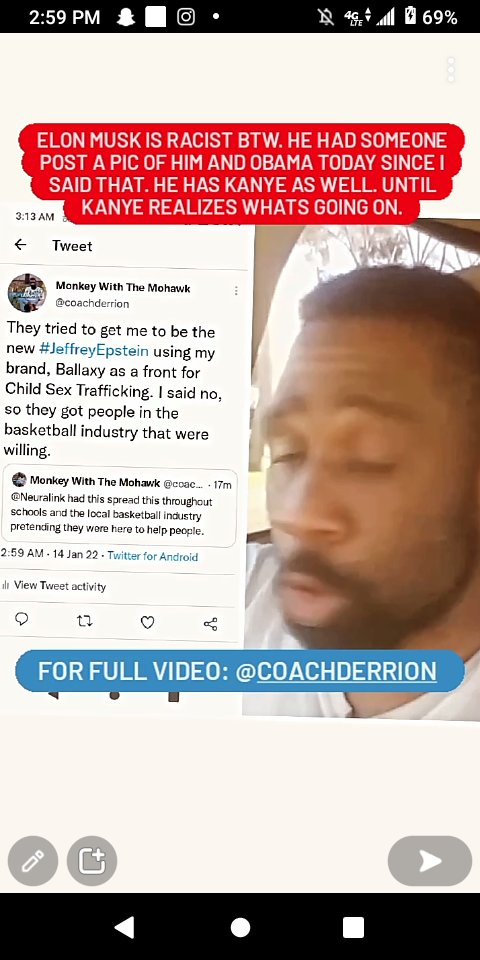 2:59 PM
4G LTE
69%
ELON MUSK IS RACIST BTW. HE HAD SOMEONE
POST A PIC OF HIM AND OBAMA TODAY SINCE I
SAID THAT. HE HAS KANYE AS WELL. UNTIL
KANYE REALIZES WHATS GOING ON.
3:13 AM
Tweet
Monkey With The Mohawk
@coachderrion
They tried to get me to be the
new #JeffreyEpstein using my
brand, Ballaxy as a front for
Child Sex Trafficking. I said no,
so they got people in the
basketball industry that were
willing.
Monkey With The Mohawk @coac... · 17m
@Neuralink had this spread this throughout
schools and the local basketball industry
pretending they were here to help people.
2:59 AM · 14 Jan 22 · Twitter for Android
View Tweet activity
FOR FULL VIDEO: @COACHDERRION